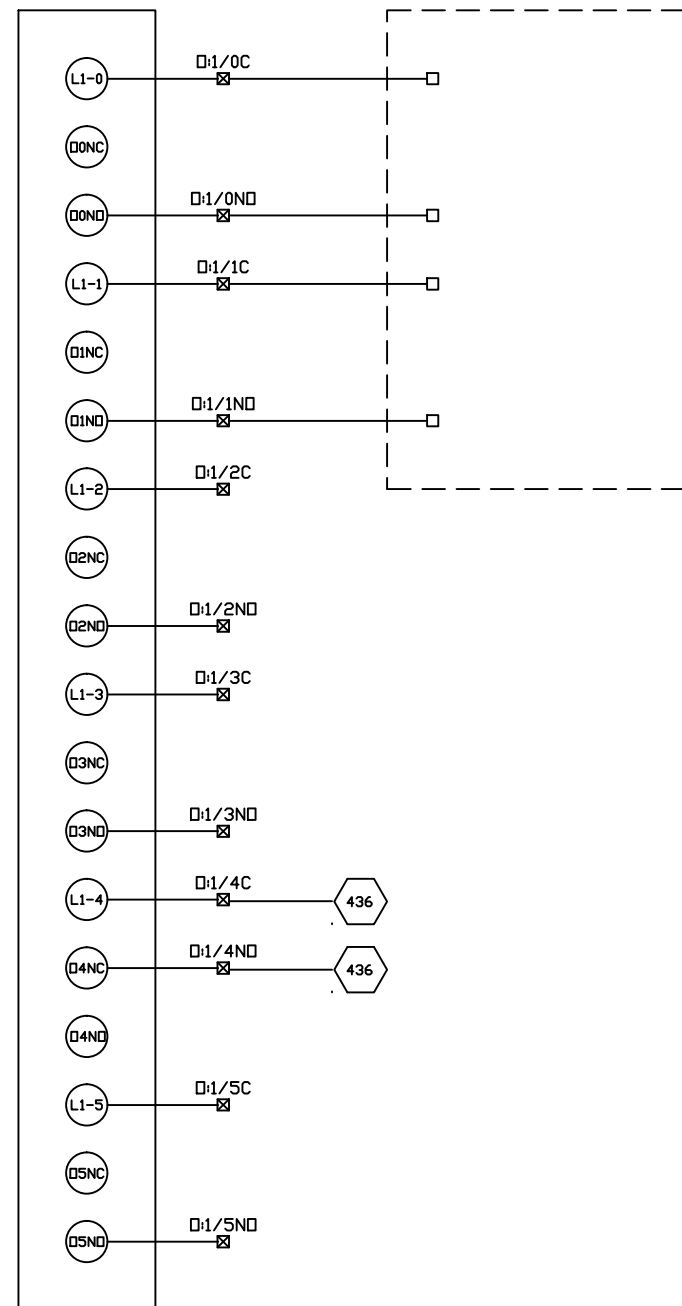 O:1/0C
L1-0
O0NC
O:1/0NO
O0NO
O:1/1C
L1-1
O1NC
O:1/1NO
O1NO
O:1/2C
L1-2
O2NC
O:1/2NO
O2NO
O:1/3C
L1-3
O3NC
O:1/3NO
O3NO
O:1/4C
L1-4 436
O:1/4NO
O4NC 436
O4NO
O:1/5C
L1-5
O5NC
O:1/5NO
O5NO